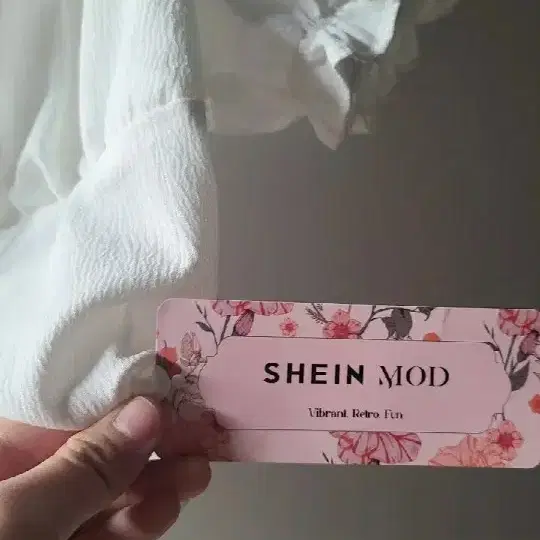 SHEIN MOD
Vibrant Retro Fun